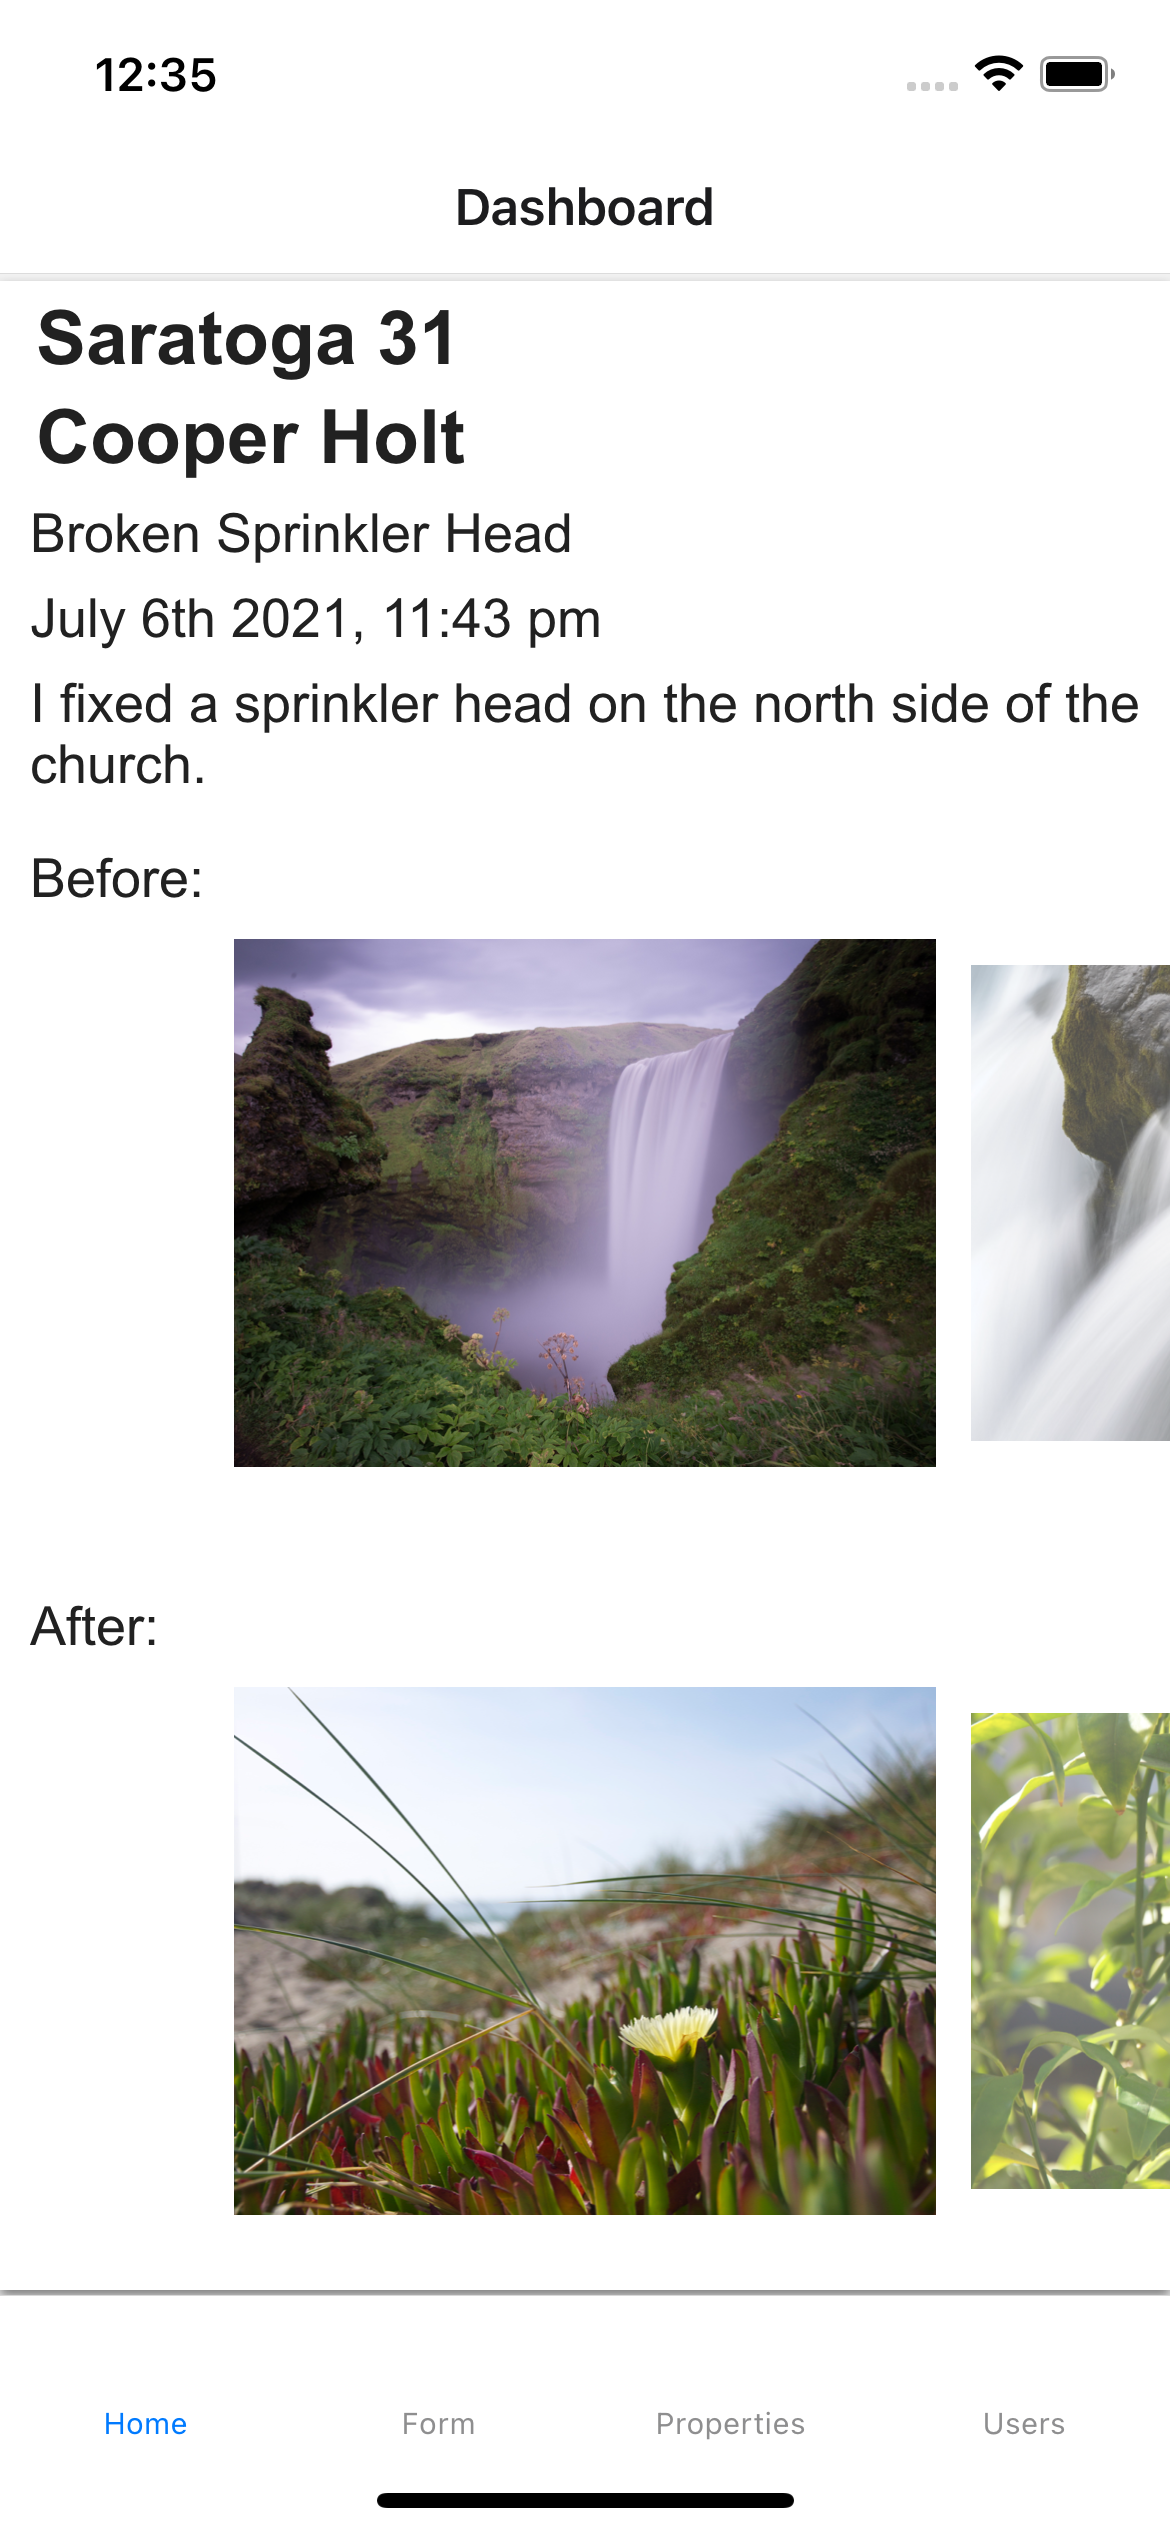 12:35
Dashboard
Saratoga 31
Cooper Holt
Broken Sprinkler Head
July 6th 2021, 11:43 pm
I fixed a sprinkler head on the north side of the
church.
Before:
After:
Home
Form
Properties
Users